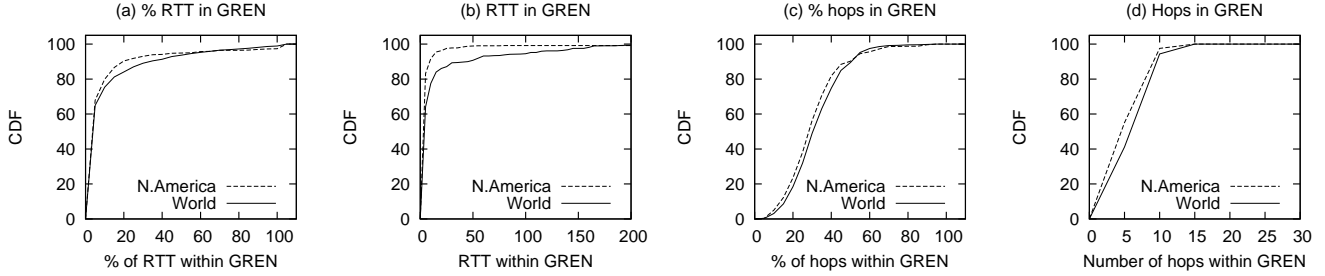 (a) % RTT in GREN
CDF
100
80
60
40
20
0
N.America
World
0 20 40 60 80 100
% of RTT within GREN
(b) RTT in GREN
CDF
100
80
60
40
20
0
N.America
World
0 50 100 150 200
RTT within GREN
(c) % hops in GREN
CDF
100
80
60
40
20
0
N.America
World
0 20 40 60 80 100
% of hops within GREN
(d) Hops in GREN
CDF
100
80
60
40
20
0
N.America
World
0 5 10 15 20 25 30
Number of hops within GREN